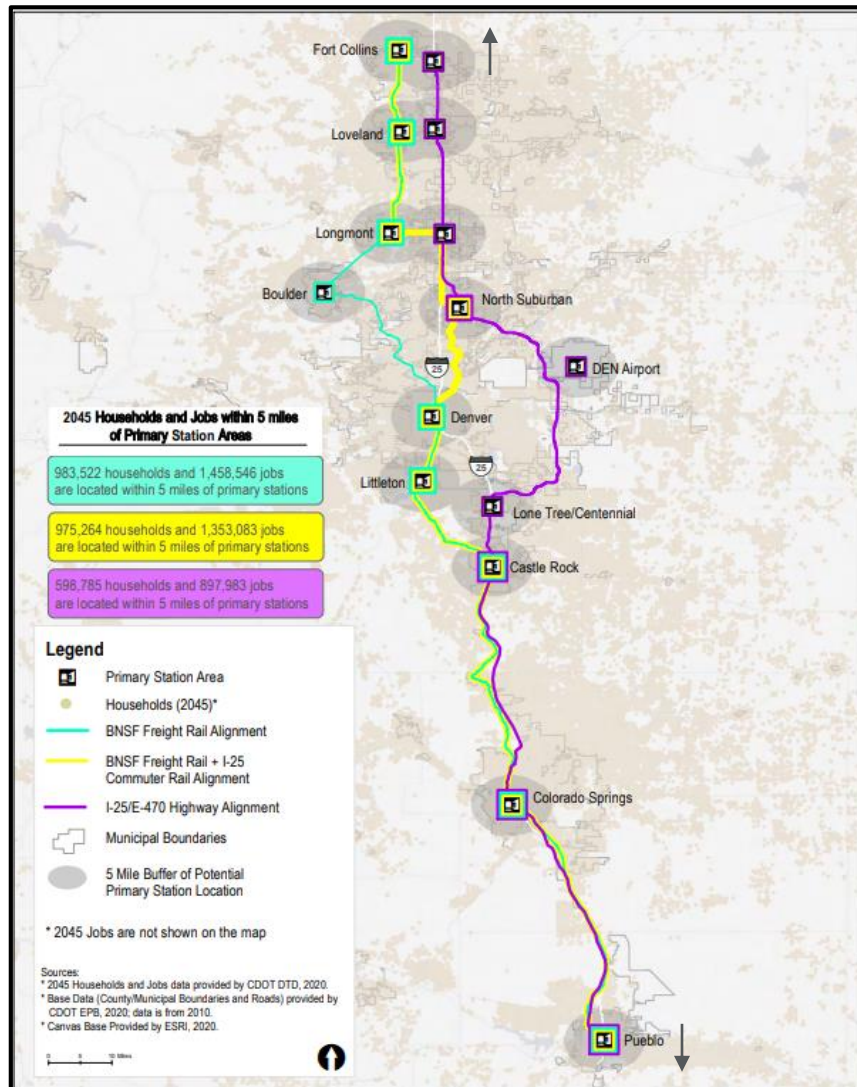 Fort Collins
Loveland
Longmont
Boulder
North Suburban
DEN Airport
25
Denver
2045 Households and Jobs within 5 miles
of Primary Station Areas
983,522 households and 1,458,546 jobs
are located within 5 miles of primary stations
975,264 households and 1,353,083 jobs
are located within 5 miles of primary stations
598,785 households and 897,983 jobs
are located within 5 miles of primary stations
Littleton
25
Lone Tree/Centennial
Castle Rock
Colorado Springs
Pueblo
Legend
Primary Station Area
Households (2045)*
BNSF Freight Rail Alignment
BNSF Freight Rail + I-25
Commuter Rail Alignment
I-25/E-470 Highway Alignment
Municipal Boundaries
5 Mile Buffer of Potential
Primary Station Location
* 2045 Jobs are not shown on the map
Sources:
* 2045 Households and Jobs data provided by CDOT DTD, 2020.
* Base Data (County/Municipal Boundaries and Roads) provided by
CDOT EPB, 2020; data is from 2010.
* Canvas Base Provided by ESRI, 2020.
0 5 10 Miles